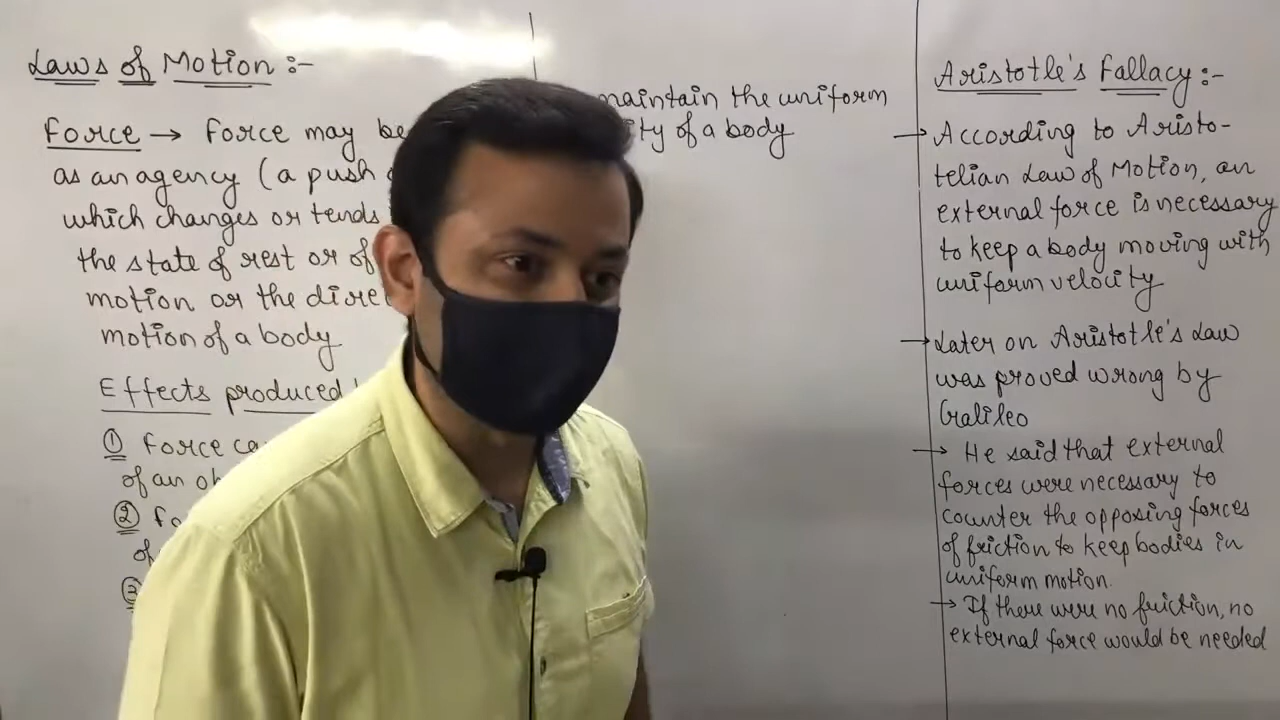 Laws of Motion :-
Force → Force may be
as an agency (a push
which changes or tends
the state of rest or of
motion or the direc
motion of a body
Effects produced
① Force ca
of an ob
② Fo
of
③
maintain the uniform
ity of a body
Aristotle's Fallacy :-
→ According to Aristo-
telian Law of Motion, an
external force is necessary
to keep a body moving with
uniform velocity
→ Later on Aristotle's Law
was proved wrong by
Galileo
→ He said that external
forces were necessary to
counter the opposing forces
of friction to keep bodies in
uniform motion.
→ If there were no friction, no
external force would be needed